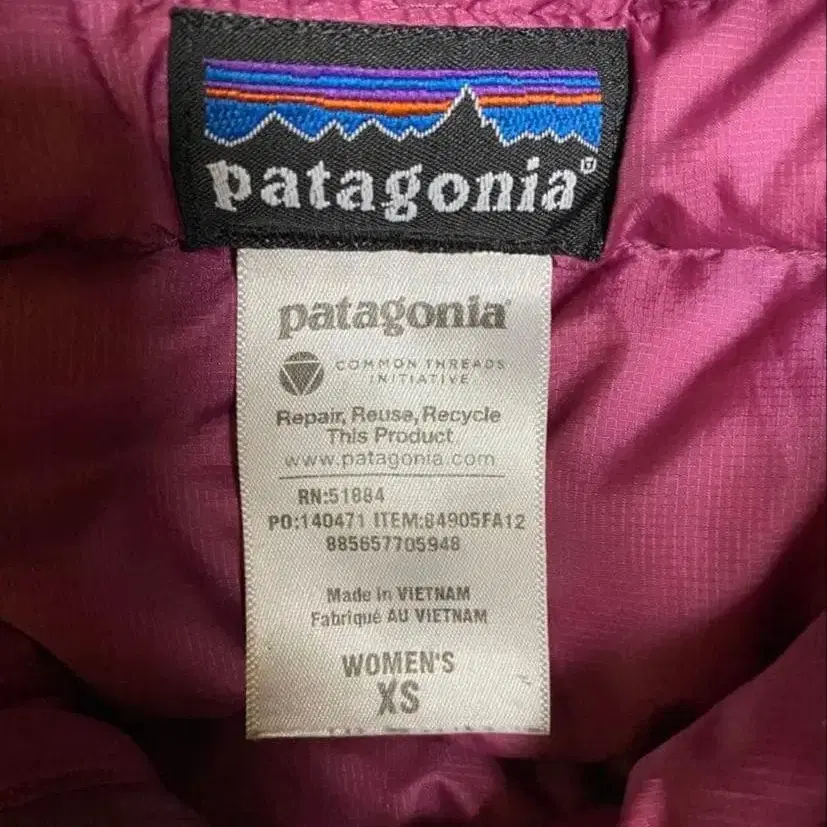 patagonia®
patagonia®
COMMON THREADS
INITIATIVE
Repair, Reuse, Recycle
This Product
www.patagonia.com
RN:51884
PO:140471 ITEM:84905FA12
885657705948
Made in VIETNAM
Fabriqué AU VIETNAM
WOMEN'S
XS